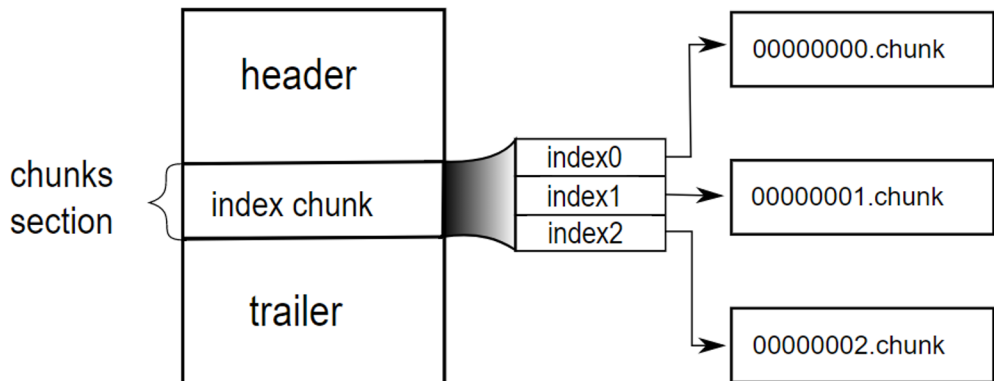 header
chunks
section
index chunk
trailer
index0
index1
index2
00000000.chunk
00000001.chunk
00000002.chunk